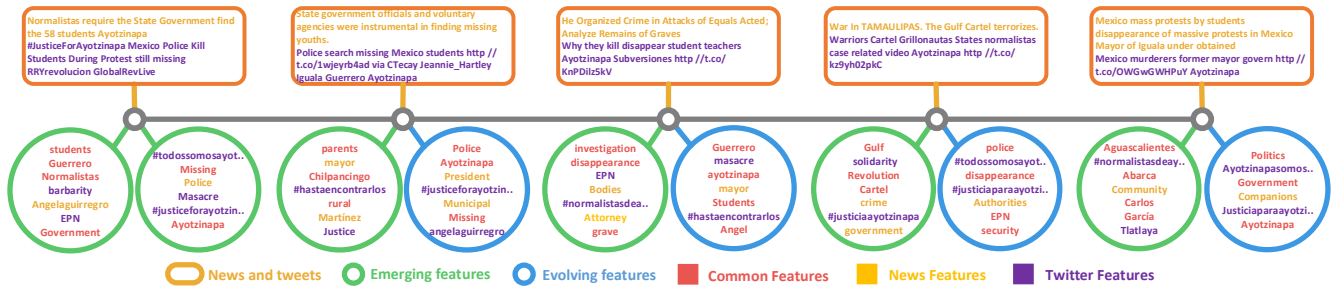 Normalistas require the State Government find
the 58 students Ayotzinapa
#JusticeForAyotzinapa Mexico Police Kill
Students During Protest still missing
RRYrevolucion GlobalRevLive
State government officials and voluntary
agencies were instrumental in finding missing
youths.
Police search missing Mexico students http //
t.co/1wjeyrb4ad via CTecay Jeannie_Hartley
Iguala Guerrero Ayotzinapa
He Organized Crime in Attacks of Equals Acted;
Analyze Remains of Graves
Why they kill disappear student teachers
Ayotzinapa Subversiones http //t.co/
KnPDilz5kV
War In TAMAULIPAS. The Gulf Cartel terrorizes.
Warriors Cartel Grillonautas States normalistas
case related video Ayotzinapa http //t.co/
kz9yh02pkC
Mexico mass protests by students
disappearance of massive protests in Mexico
Mayor of Iguala under obtained
Mexico murderers former mayor govern http //
t.co/OWGwGWHPuY Ayotzinapa
students
Guerrero
Normalistas
barbarity
Angelaguirregro
EPN
Government
#todossomosayot..
Missing
Police
Masacre
#justiceforayotzin..
Ayotzinapa
parents
mayor
Chilpancingo
#hastaencontrarlos
rural
Martínez
Justice
Police
Ayotzinapa
President
#justiceforayotzin..
Municipal
Missing
angelaguirregro
investigation
disappearance
EPN
Bodies
#normalistasdea..
Attorney
grave
Guerrero
masacre
ayotzinapa
mayor
Students
#hastaencontrarlos
Angel
Gulf
solidarity
Revolution
Cartel
crime
#justiciaayotzinapa
government
police
#todossomosayot..
disappearance
#justiciaparaayotzi..
Authorities
EPN
security
Aguascalientes
#normalistasdeay..
Abarca
Community
Carlos
García
Tlatlaya
Politics
Ayotzinapasomos..
Government
Companions
Justiciaparaayotzi..
Ayotzinapa
News and tweets
Emerging features
Evolving features
Common Features
News Features
Twitter Features